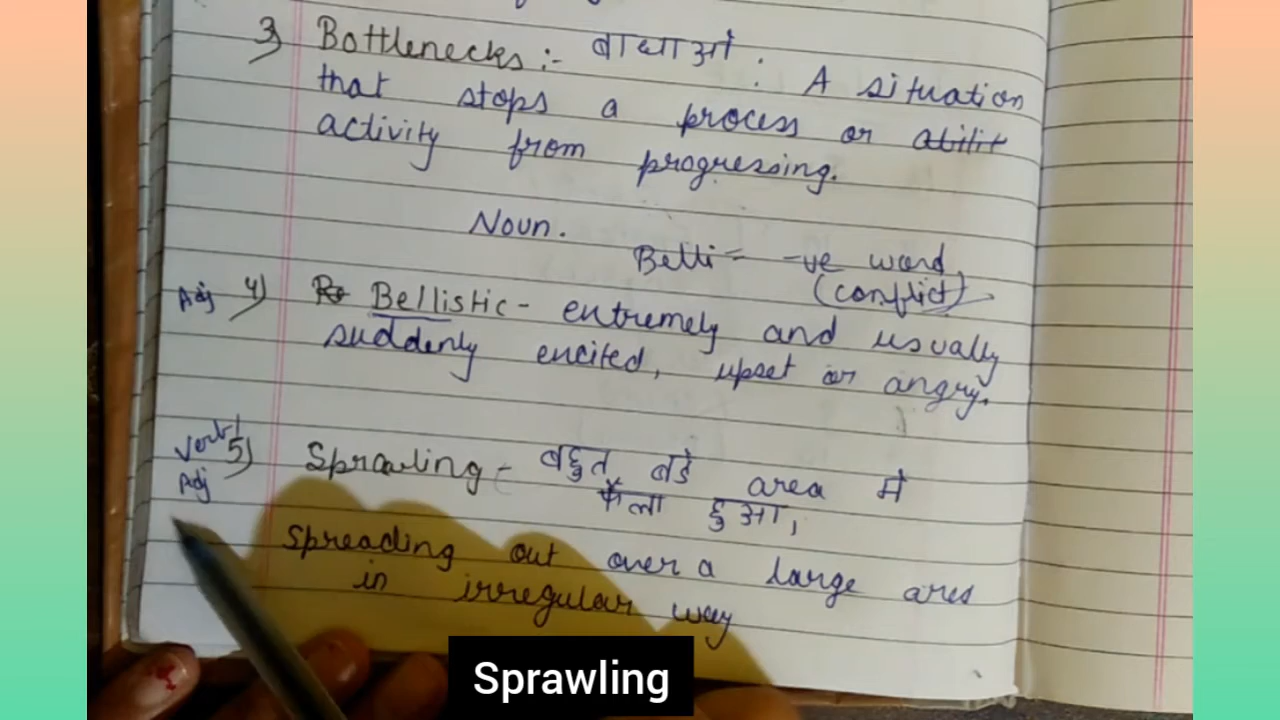 3) Bottlenecks :- बाधाओं : A situation
that stops a process or abilit
activity from progressing.
Noun.
Belli = -ve word,
(conflict)
Adj 4) Bellistic - extremely and usually
suddenly excited, upset or angry.
Verb/ 5) Sprawling - बहुत बडे area में
Adj फैला हुआ,
Spreading out over a large area
in irregular way
Sprawling